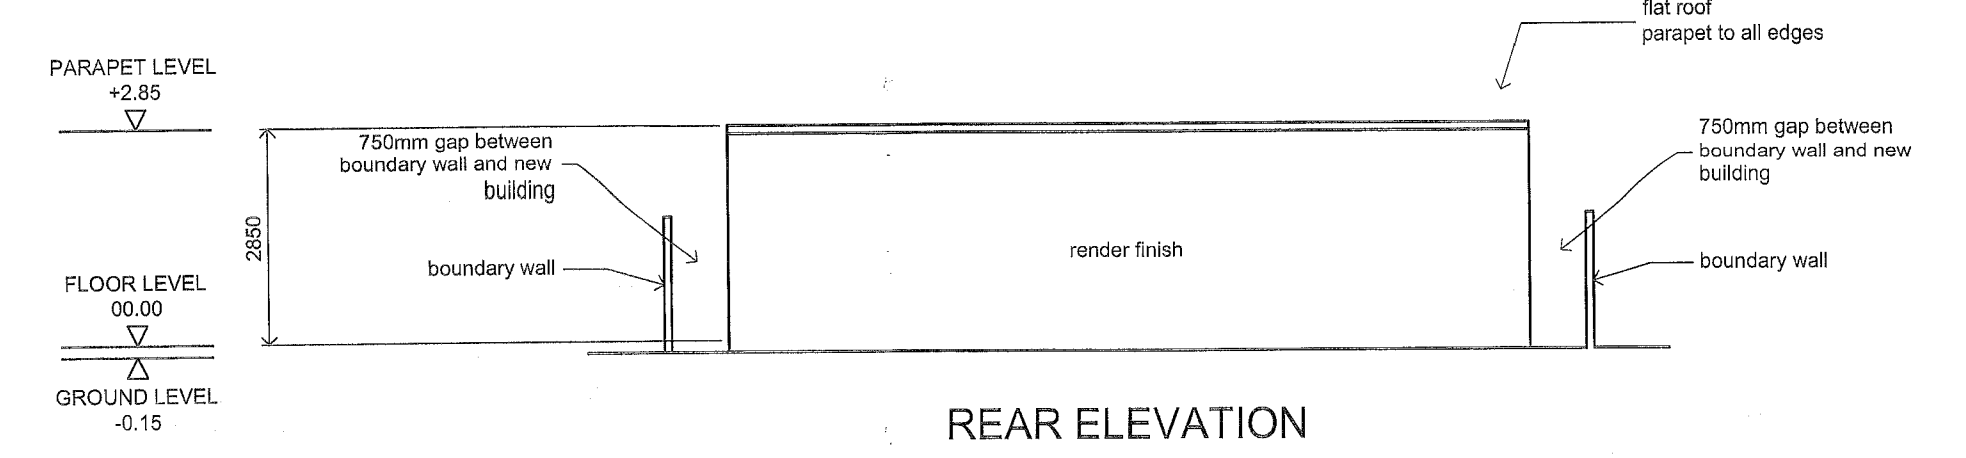 flat roof
parapet to all edges
PARAPET LEVEL
+2.85
750mm gap between
boundary wall and new
building
750mm gap between
boundary wall and new
building
2850
render finish
boundary wall
boundary wall
FLOOR LEVEL
00.00
GROUND LEVEL
-0.15
REAR ELEVATION